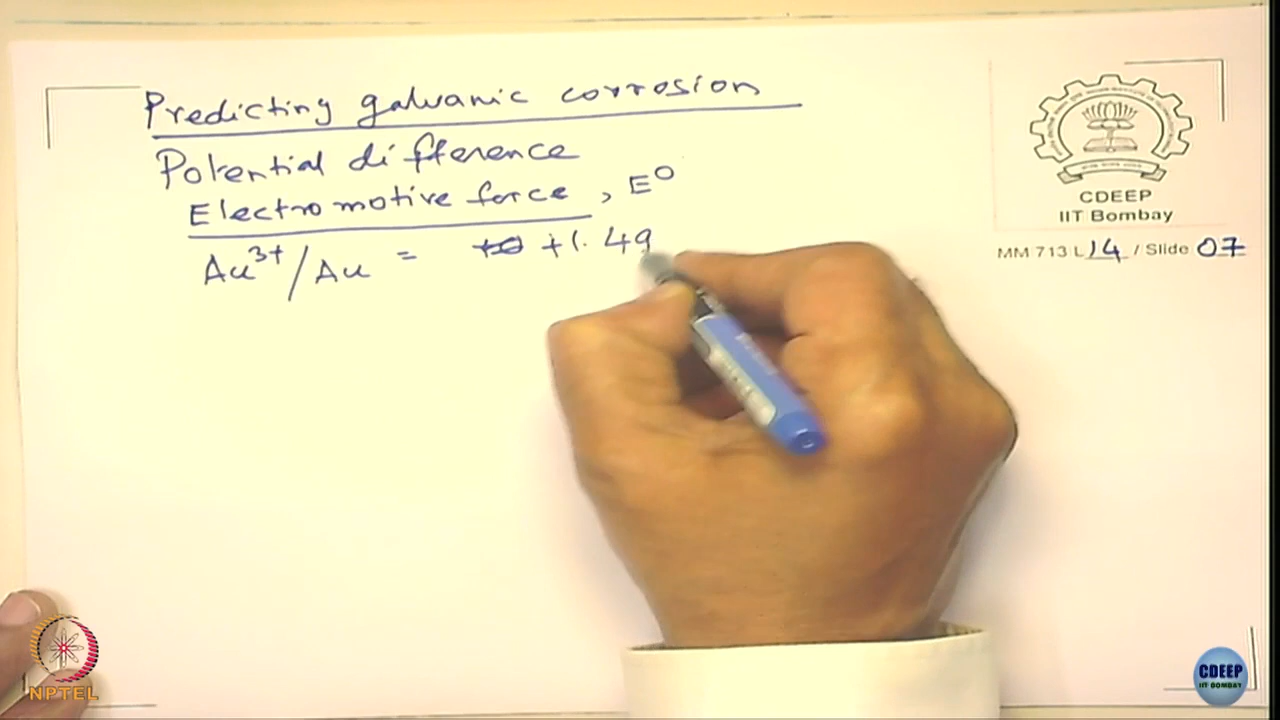 Predicting galvanic corrosion
Potential difference
Electromotive force, E⁰
Au³⁺/Au = +1.49
CDEEP
IIT Bombay
MM 713 L 14 / Slide 07
NPTEL
CDEEP
IIT BOMBAY